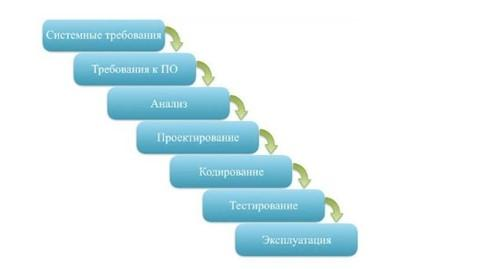 Системные требования
Требования к ПО
Анализ
Проектирование
Кодирование
Тестирование
Эксплуатация